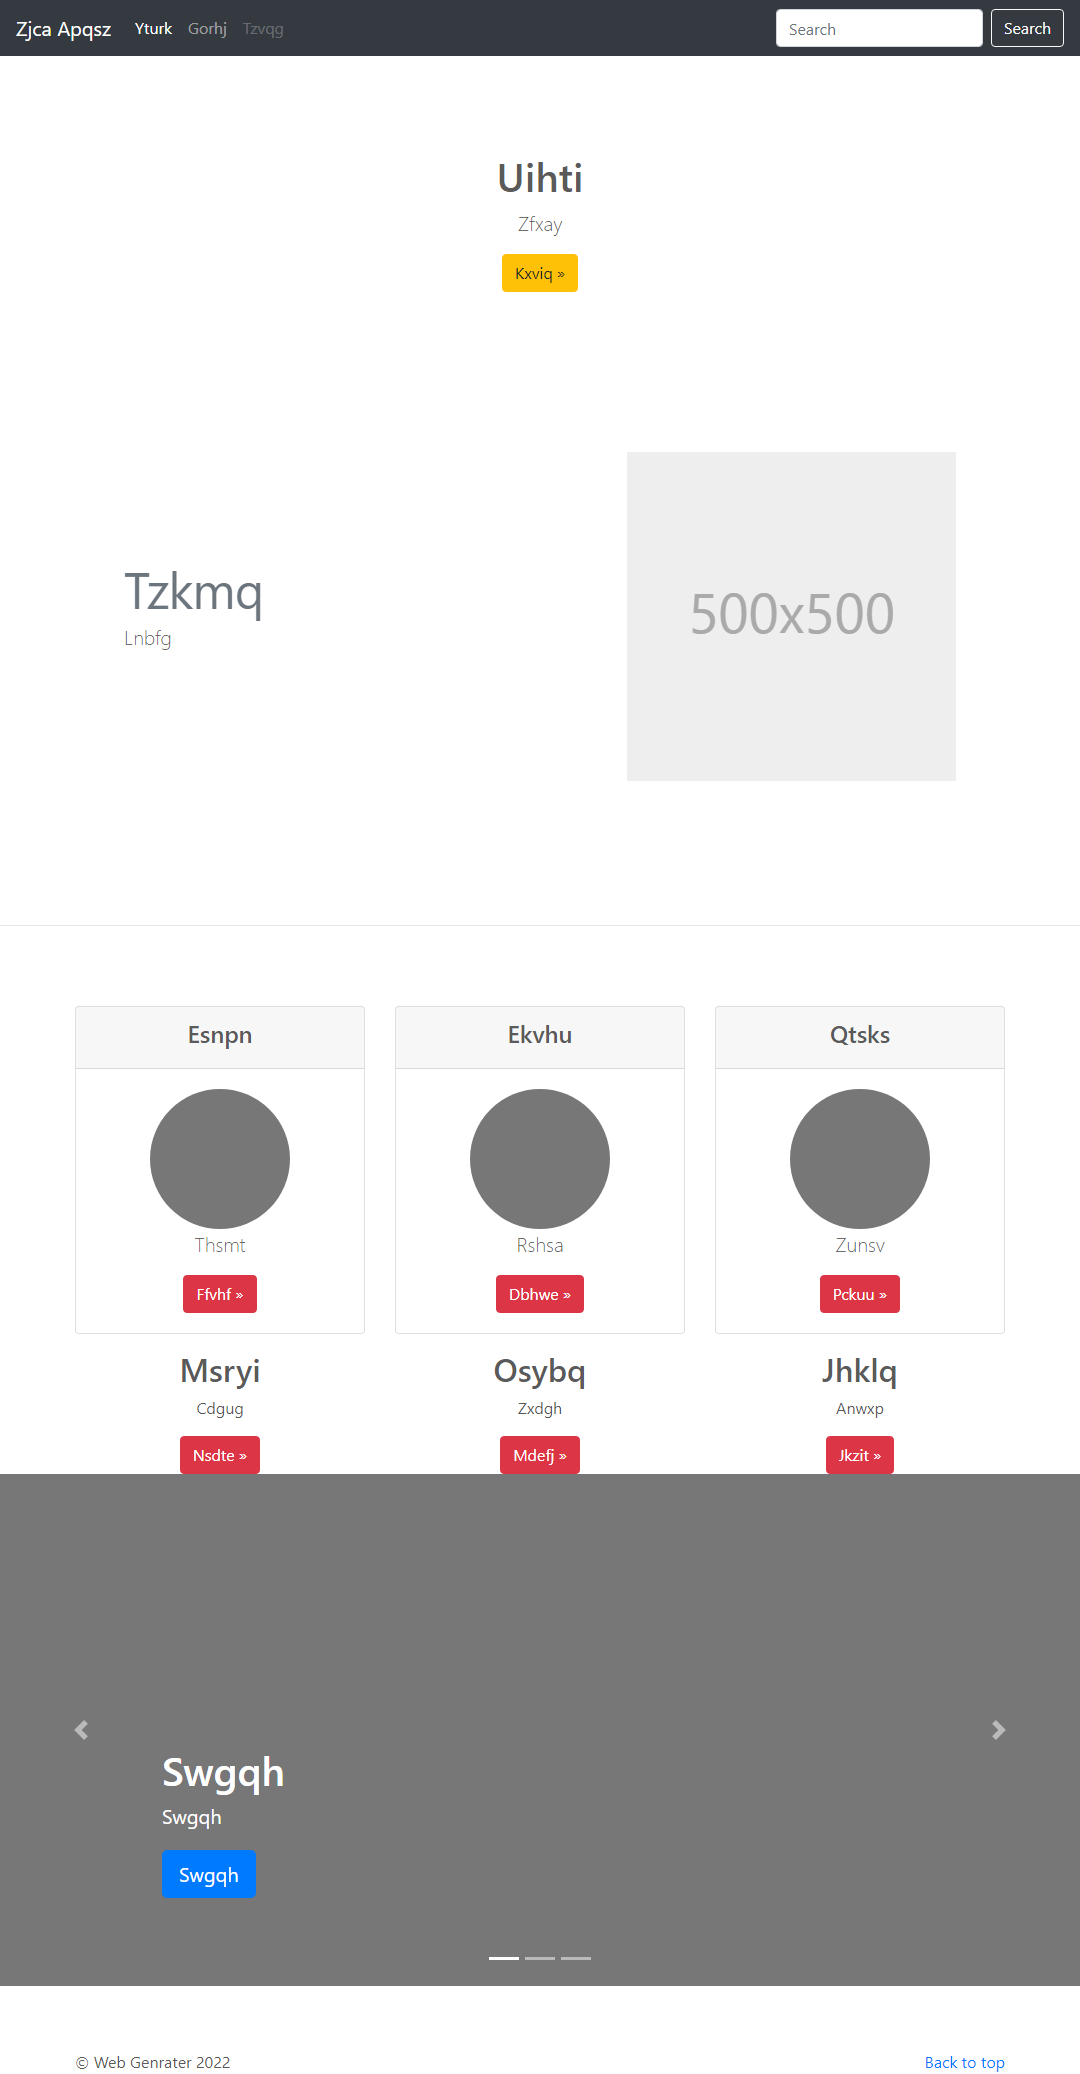 Zjca Apqsz Yturk Gorhj Tzvqg Search Search
Uihti
Zfxay
Kxviq »
Tzkmq
Lnbfg
500x500
Esnpn Ekvhu Qtsks
Thsmt Rshsa Zunsv
Ffvhf » Dbhwe » Pckuu »
Msryi Osybq Jhklq
Cdgug Zxdgh Anwxp
Nsdte » Mdefj » Jkzit »
Swgqh
Swgqh
Swgqh
© Web Genrater 2022 Back to top